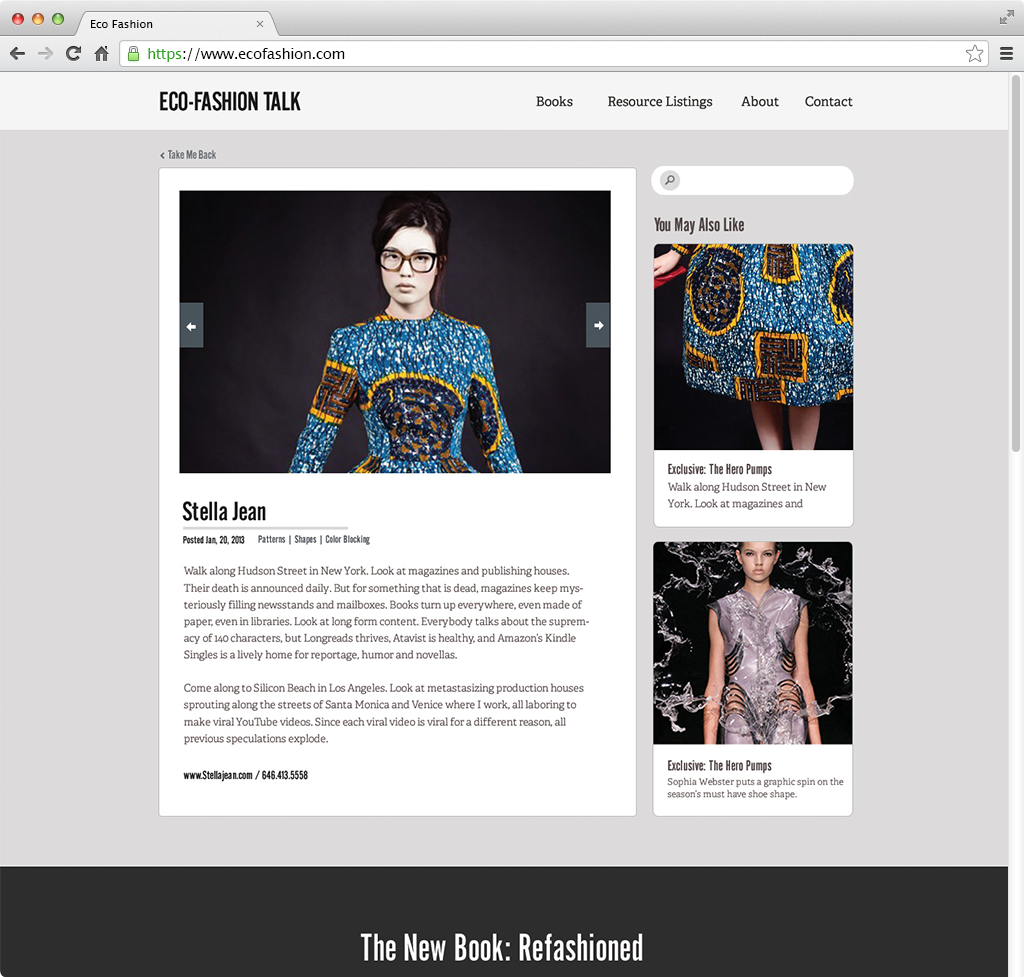 Eco Fashion
https://www.ecofashion.com
ECO-FASHION TALK
Books Resource Listings About Contact
Take Me Back
Stella Jean
Posted Jan, 20, 2013 Patterns | Shapes | Color Blocking
Walk along Hudson Street in New York. Look at magazines and publishing houses.
Their death is announced daily. But for something that is dead, magazines keep mys-
teriously filling newsstands and mailboxes. Books turn up everywhere, even made of
paper, even in libraries. Look at long form content. Everybody talks about the suprem-
acy of 140 characters, but Longreads thrives, Atavist is healthy, and Amazon's Kindle
Singles is a lively home for reportage, humor and novellas.
Come along to Silicon Beach in Los Angeles. Look at metastasizing production houses
sprouting along the streets of Santa Monica and Venice where I work, all laboring to
make viral YouTube videos. Since each viral video is viral for a different reason, all
previous speculations explode.
www.Stellajean.com / 646.413.5558
You May Also Like
Exclusive: The Hero Pumps
Walk along Hudson Street in New
York. Look at magazines and
Exclusive: The Hero Pumps
Sophia Webster puts a graphic spin on the
season's must have shoe shape.
The New Book: Refashioned